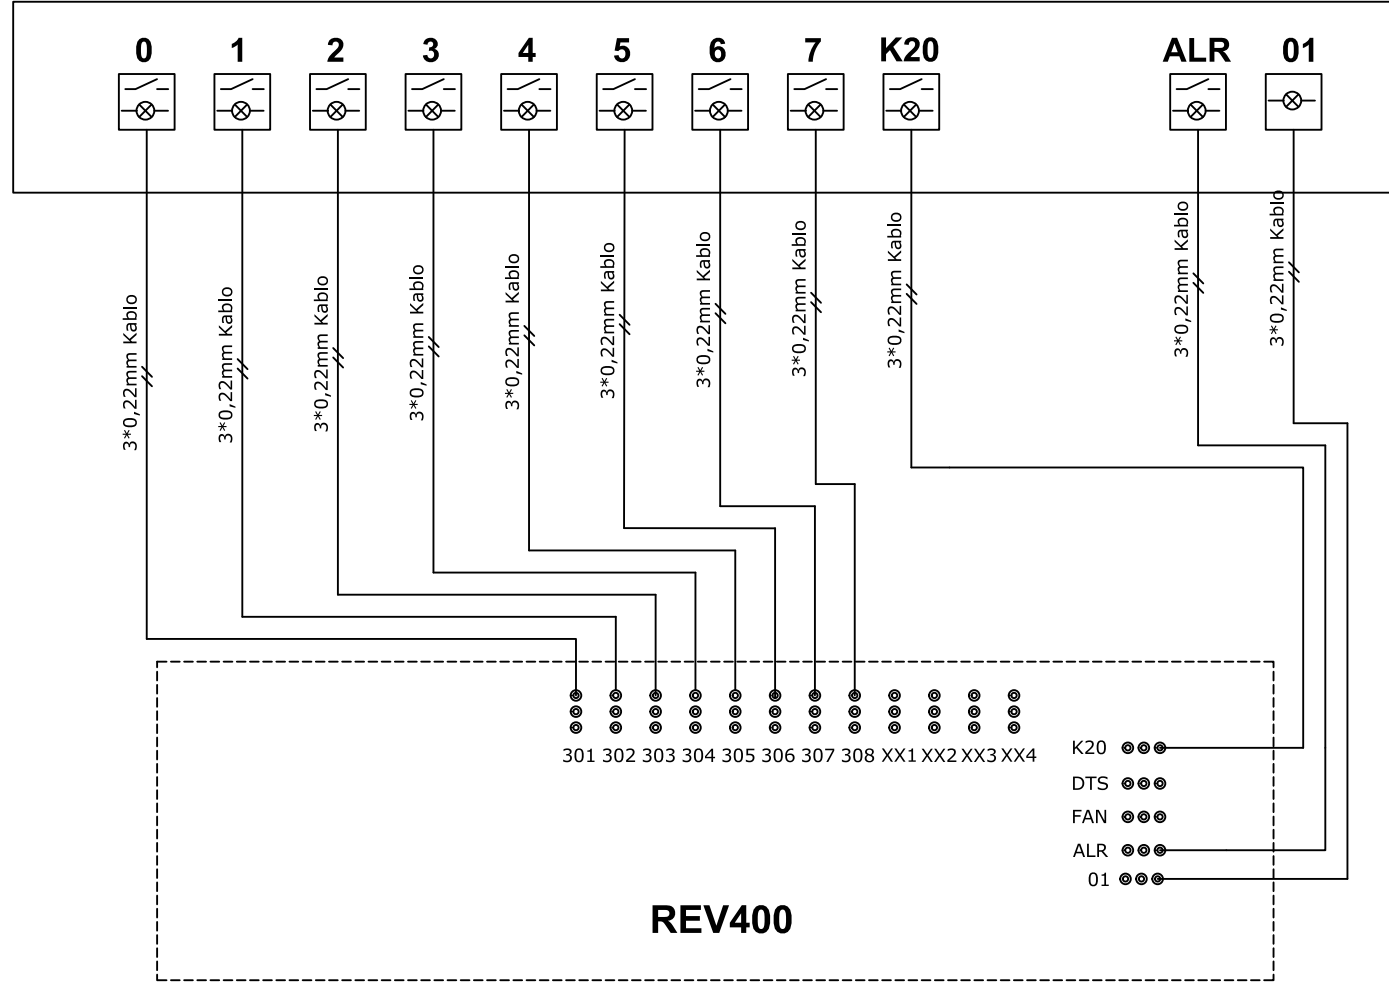 0 1 2 3 4 5 6 7 K20 ALR 01
3*0,22mm Kablo
3*0,22mm Kablo
3*0,22mm Kablo
3*0,22mm Kablo
3*0,22mm Kablo
3*0,22mm Kablo
3*0,22mm Kablo
3*0,22mm Kablo
3*0,22mm Kablo
3*0,22mm Kablo
3*0,22mm Kablo
301 302 303 304 305 306 307 308 XX1 XX2 XX3 XX4
K20
DTS
FAN
ALR
01
REV400